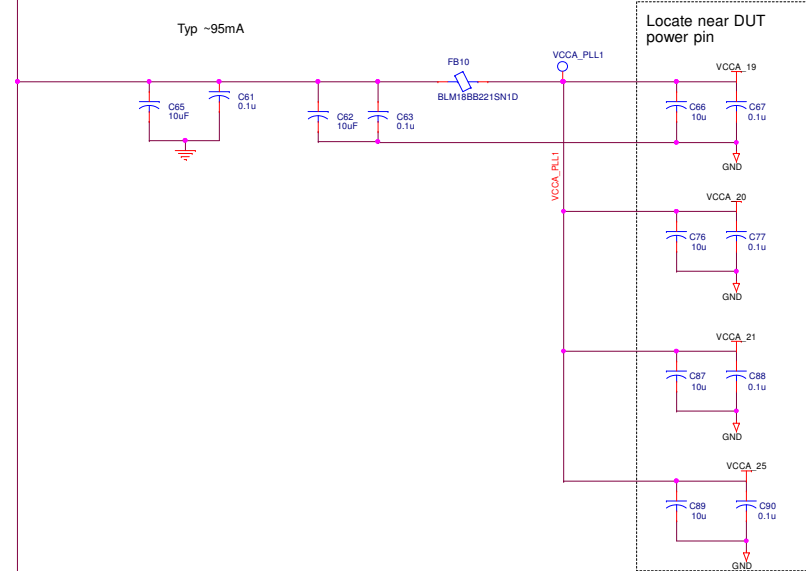 Typ ~95mA
Locate near DUT
power pin
FB10
BLM18BB221SN1D
VCCA_PLL1
VCCA_19
C65
10uF
C61
0.1u
C62
10uF
C63
0.1u
C66
10u
C67
0.1u
GND
VCCA_PLL1
VCCA_20
C76
10u
C77
0.1u
GND
VCCA_21
C87
10u
C88
0.1u
GND
VCCA_25
C89
10u
C90
0.1u
GND